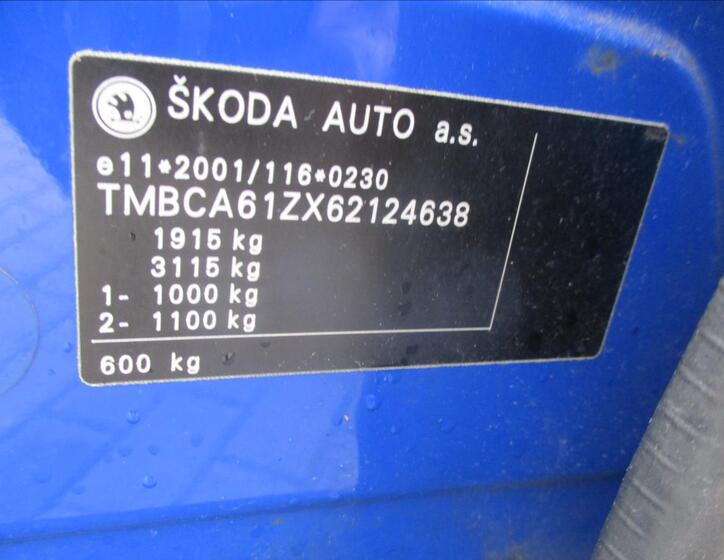 ŠKODA AUTO a.s.
e11*2001/116*0230
TMBCA61ZX62124638
1915 kg
3115 kg
1- 1000 kg
2- 1100 kg
600 kg